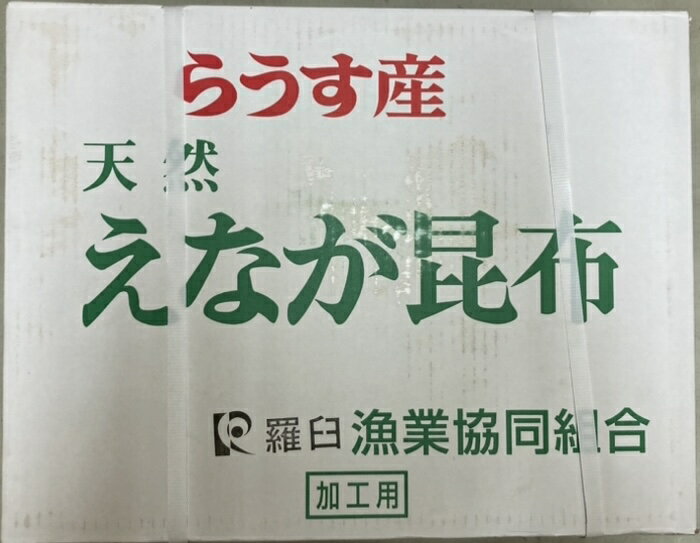 らうす産
天然
えなが昆布
羅臼漁業協同組合
加工用